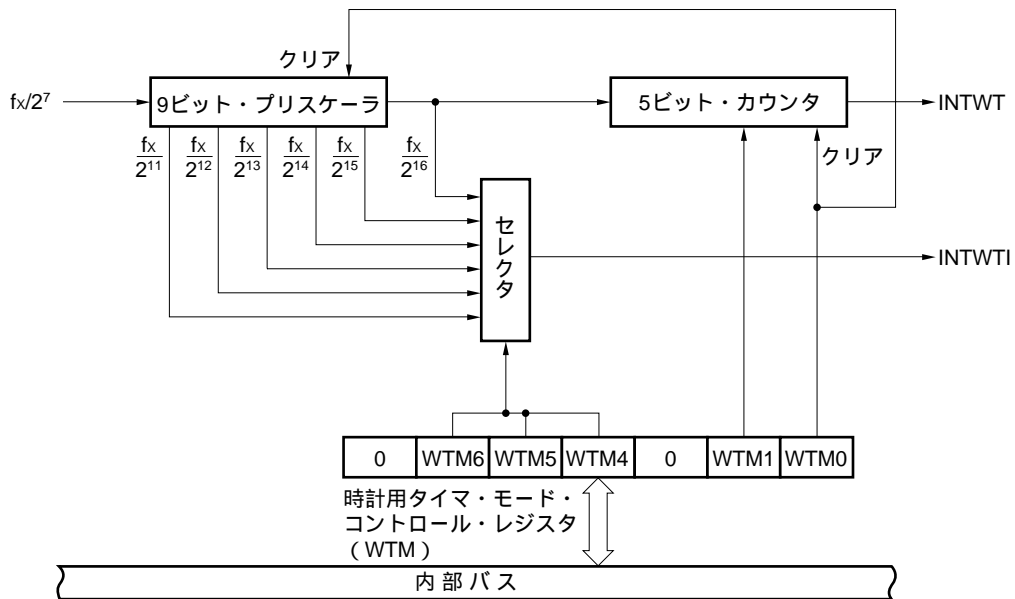 クリア
fX/2⁷
9ビット・プリスケーラ
5ビット・カウンタ
INTWT
fX/2¹¹
fX/2¹²
fX/2¹³
fX/2¹⁴
fX/2¹⁵
fX/2¹⁶
クリア
セレクタ
INTWTI
0 WTM6 WTM5 WTM4 0 WTM1 WTM0
時計用タイマ・モード・
コントロール・レジスタ
(WTM)
内部バス